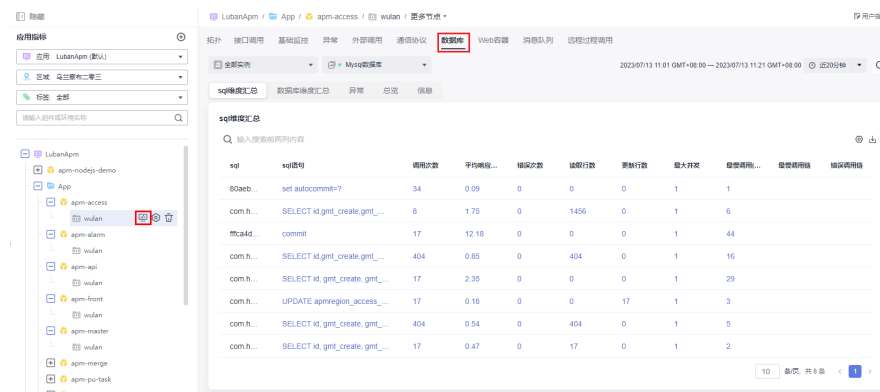 隐藏
应用指标
应用: LubanApm (默认)
区域: 乌兰察布二零三
标签: 全部
请输入组件或环境名称
LubanApm
apm-nodejs-demo
App
apm-access
wulan
apm-alarm
wulan
apm-api
wulan
apm-front
wulan
apm-master
wulan
apm-merge
apm-pu-task
LubanApm / App / apm-access / wulan / 更多节点
用户指
拓扑 接口调用 基础监控 异常 外部调用 通信协议 数据库 Web容器 消息队列 远程过程调用
全部实例 Mysql数据库 2023/07/13 11:01 GMT+08:00 — 2023/07/13 11:21 GMT+08:00 近20分钟
sql维度汇总 数据库维度汇总 异常 总览 信息
sql维度汇总
输入搜索前两列内容
sql sql语句 调用次数 平均响应... 错误次数 读取行数 更新行数 最大并发 最慢调用(... 最慢调用链 错误调用链
80aeb... set autocommit=? 34 0.09 0 0 0 1 1
com.h... SELECT id,gmt_create,gmt_... 8 1.75 0 1456 0 1 6
fffca4d... commit 17 12.18 0 0 0 1 44
com.h... SELECT id, gmt_create, gmt_... 404 0.85 0 404 0 1 16
com.h... SELECT id, gmt_create, gmt_... 17 2.35 0 0 0 1 29
com.h... UPDATE apmregion_access_... 17 0.18 0 0 17 1 3
com.h... SELECT id, gmt_create, gmt_... 404 0.54 0 404 0 1 5
com.h... SELECT id, gmt_create, gmt_... 17 0.47 0 17 0 1 2
10 条/页, 共 8 条 < 1 >